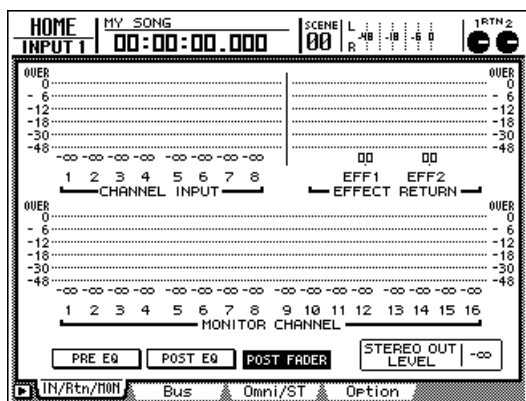 HOME
INPUT 1
MY SONG
00:00:00.000
SCENE
00
L -48 -18 -6 0
R
1 RTN 2
OVER OVER
0 0
- 6 - 6
-12 -12
-18 -18
-30 -30
-48 -48
-∞ -∞ -∞ -∞ -∞ -∞ -∞ -∞
1 2 3 4 5 6 7 8 EFF1 EFF2
CHANNEL INPUT EFFECT RETURN
OVER OVER
0 0
- 6 - 6
-12 -12
-18 -18
-30 -30
-48 -48
-∞ -∞ -∞ -∞ -∞ -∞ -∞ -∞ -∞ -∞ -∞ -∞ -∞ -∞ -∞ -∞
1 2 3 4 5 6 7 8 9 10 11 12 13 14 15 16
MONITOR CHANNEL
PRE EQ POST EQ POST FADER
STEREO OUT
LEVEL -∞
IN/Rtn/MON Bus Omni/ST Option